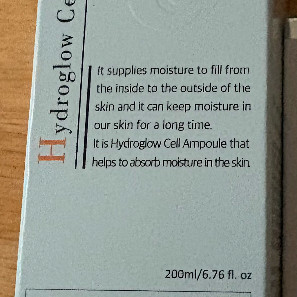 Hydroglow Ce
It supplies moisture to fill from
the inside to the outside of the
skin and it can keep moisture in
our skin for a long time.
It is Hydroglow Cell Ampoule that
helps to absorb moisture in the skin.
200ml/6.76 fl. oz